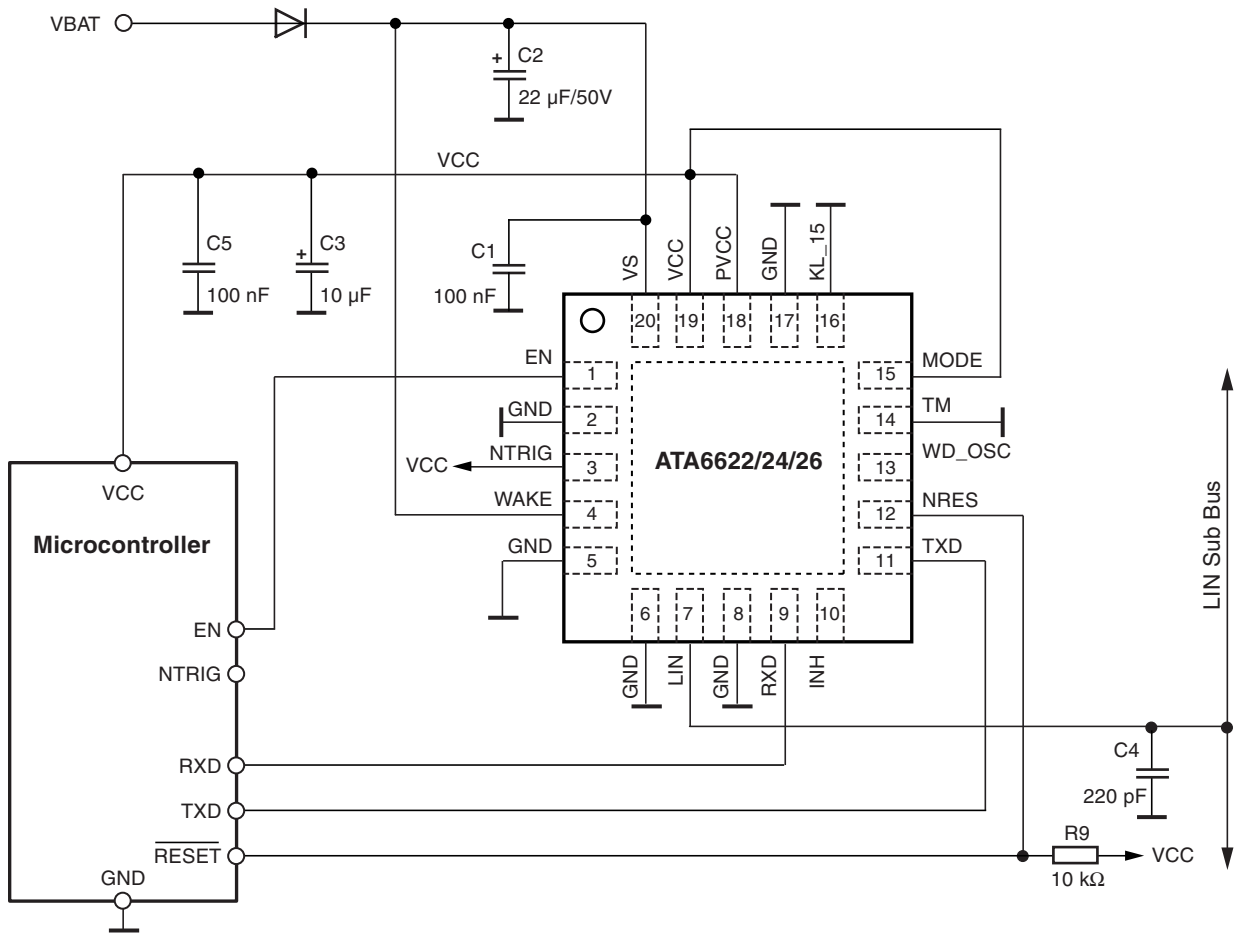 VBAT
C2
+
22 µF/50V
VCC
C5
100 nF
+
C3
10 µF
C1
100 nF
VS
VCC
PVCC
GND
KL_15
20
19
18
17
16
EN
1
GND
2
VCC
NTRIG
3
WAKE
4
GND
5
ATA6622/24/26
15
MODE
14
TM
13
WD_OSC
12
NRES
11
TXD
6
7
8
9
10
GND
LIN
GND
RXD
INH
LIN Sub Bus
VCC
Microcontroller
EN
NTRIG
RXD
TXD
RESET
GND
C4
220 pF
R9
10 kΩ
VCC